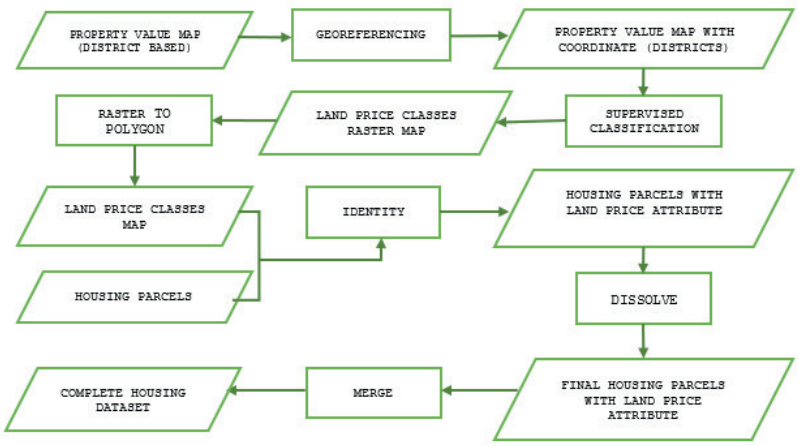 PROPERTY VALUE MAP
(DISTRICT BASED)
GEOREFERENCING
PROPERTY VALUE MAP WITH
COORDINATE (DISTRICTS)
SUPERVISED
CLASSIFICATION
LAND PRICE CLASSES
RASTER MAP
RASTER TO
POLYGON
LAND PRICE CLASSES
MAP
HOUSING PARCELS
IDENTITY
HOUSING PARCELS WITH
LAND PRICE ATTRIBUTE
DISSOLVE
FINAL HOUSING PARCELS
WITH LAND PRICE
ATTRIBUTE
MERGE
COMPLETE HOUSING
DATASET